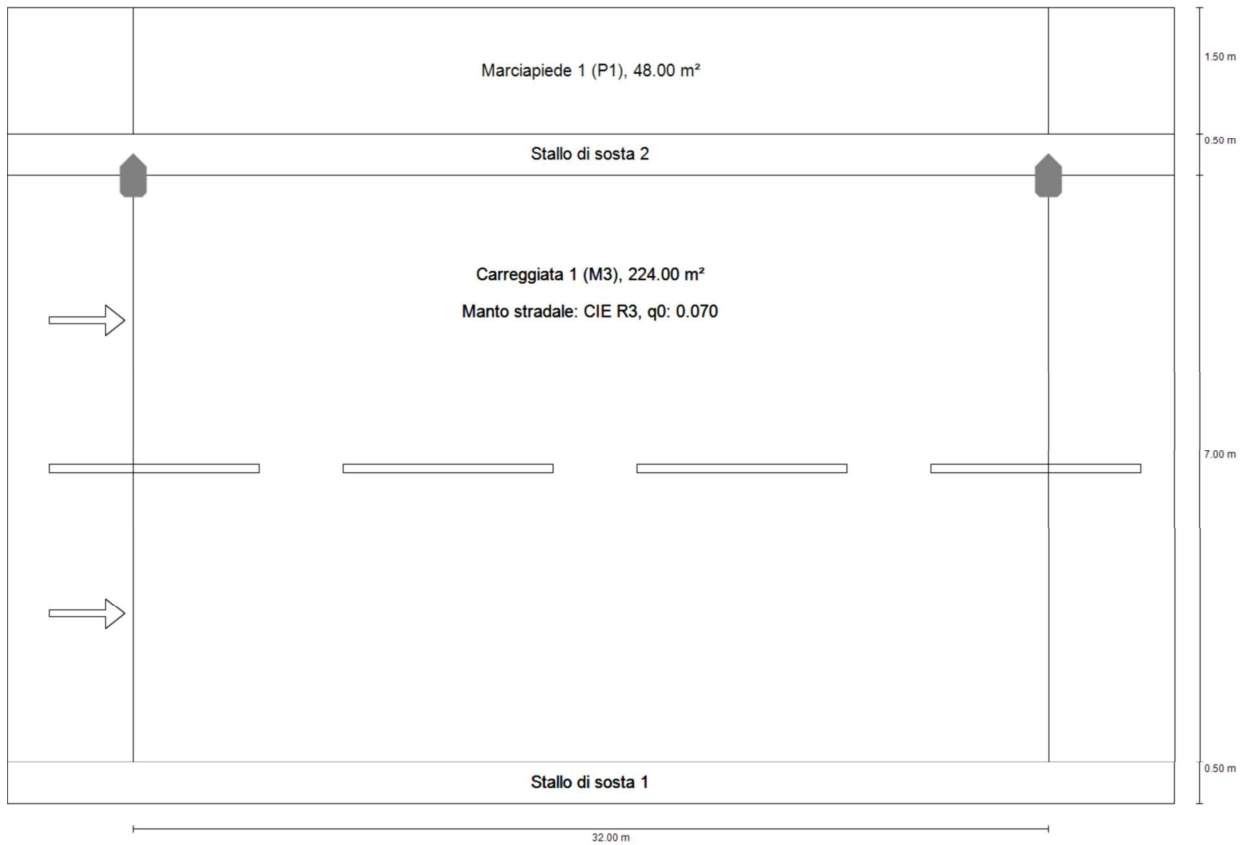 Marciapiede 1 (P1), 48.00 m²
1.50 m
0.50 m
Stallo di sosta 2
Carreggiata 1 (M3), 224.00 m²
Manto stradale: CIE R3, q0: 0.070
7.00 m
0.50 m
Stallo di sosta 1
32.00 m